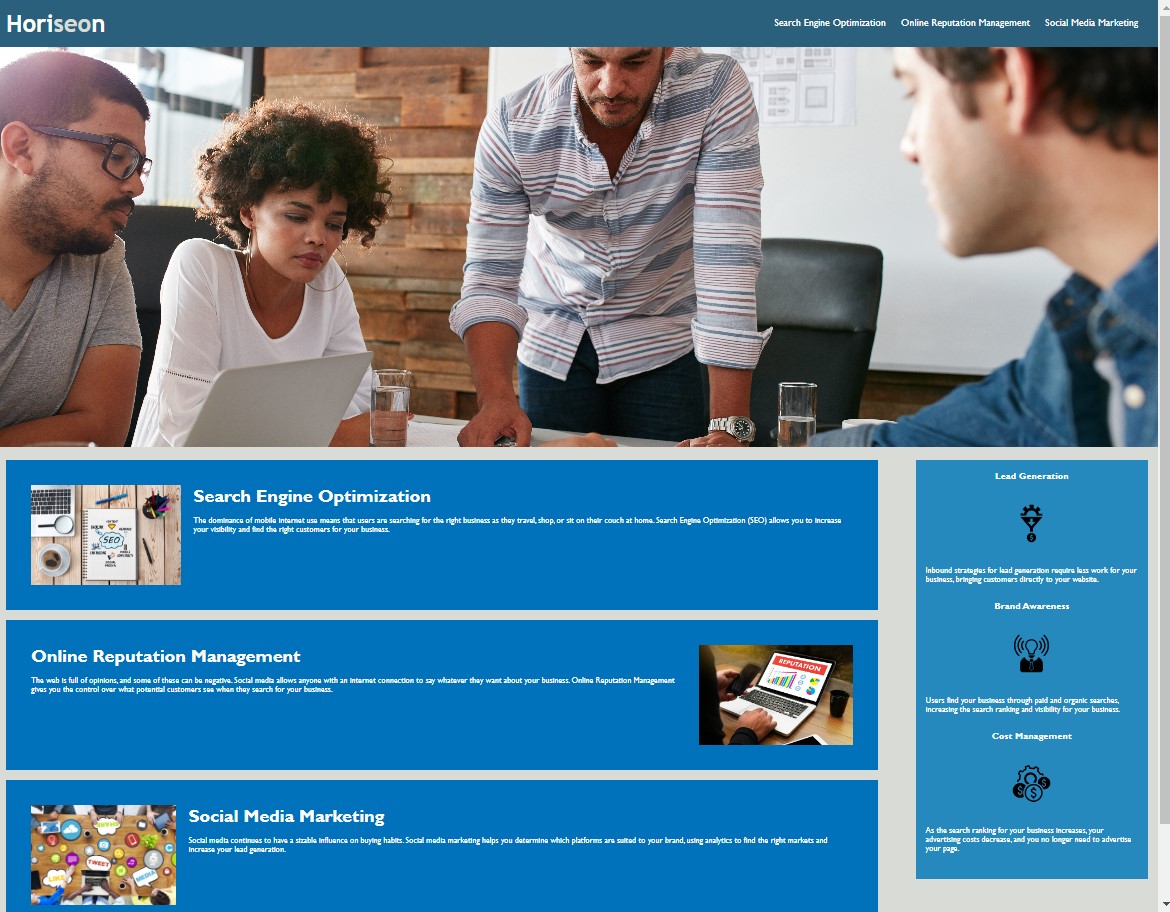 Horiseon
Search Engine Optimization
Online Reputation Management
Social Media Marketing
SEO
Search Engine Optimization
The dominance of mobile internet use means that users are searching for the right business as they travel, shop, or sit on their couch at home. Search Engine Optimization (SEO) allows you to increase
your visibility and find the right customers for your business.
Online Reputation Management
The web is full of opinions, and some of these can be negative. Social media allows anyone with an internet connection to say whatever they want about your business. Online Reputation Management
gives you the control over what potential customers see when they search for your business.
REPUTATION
TWEET
LIKE
MEDIA
Social Media Marketing
Social media continues to have a sizable influence on buying habits. Social media marketing helps you determine which platforms are suited to your brand, using analytics to find the right markets and
increase your lead generation.
Lead Generation
Inbound strategies for lead generation require less work for your
business, bringing customers directly to your website.
Brand Awareness
Users find your business through paid and organic searches,
increasing the search ranking and visibility for your business.
Cost Management
As the search ranking for your business increases, your
advertising costs decrease, and you no longer need to advertise
your page.